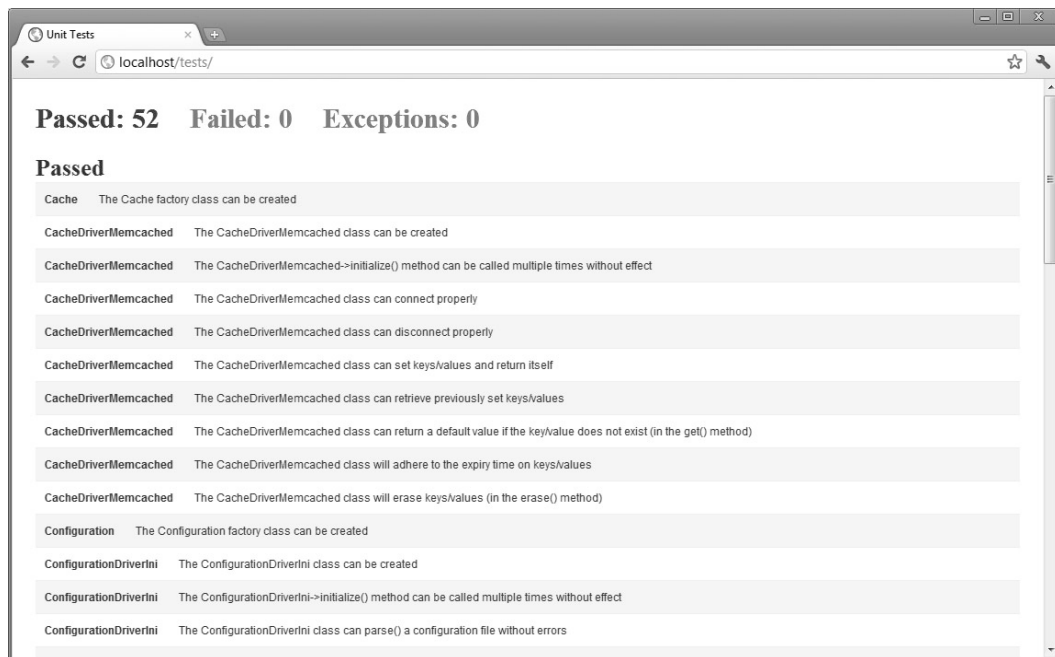 Unit Tests
localhost/tests/
Passed: 52 Failed: 0 Exceptions: 0
Passed
Cache The Cache factory class can be created
CacheDriverMemcached The CacheDriverMemcached class can be created
CacheDriverMemcached The CacheDriverMemcached->initialize() method can be called multiple times without effect
CacheDriverMemcached The CacheDriverMemcached class can connect properly
CacheDriverMemcached The CacheDriverMemcached class can disconnect properly
CacheDriverMemcached The CacheDriverMemcached class can set keys/values and return itself
CacheDriverMemcached The CacheDriverMemcached class can retrieve previously set keys/values
CacheDriverMemcached The CacheDriverMemcached class can return a default value if the key/value does not exist (in the get() method)
CacheDriverMemcached The CacheDriverMemcached class will adhere to the expiry time on keys/values
CacheDriverMemcached The CacheDriverMemcached class will erase keys/values (in the erase() method)
Configuration The Configuration factory class can be created
ConfigurationDriverIni The ConfigurationDriverIni class can be created
ConfigurationDriverIni The ConfigurationDriverIni->initialize() method can be called multiple times without effect
ConfigurationDriverIni The ConfigurationDriverIni class can parse() a configuration file without errors